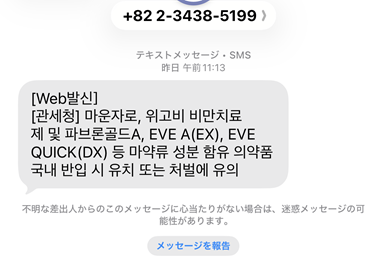 +82 2-3438-5199
テキストメッセージ・SMS
昨日 午前11:13
[Web발신]
[관세청] 마운자로, 위고비 비만치료
제 및 파브론골드A, EVE A(EX), EVE
QUICK(DX) 등 마약류 성분 함유 의약품
국내 반입 시 유치 또는 처벌에 유의
不明な差出人からのこのメッセージに心当たりがない場合は、迷惑メッセージの可
能性があります。
メッセージを報告